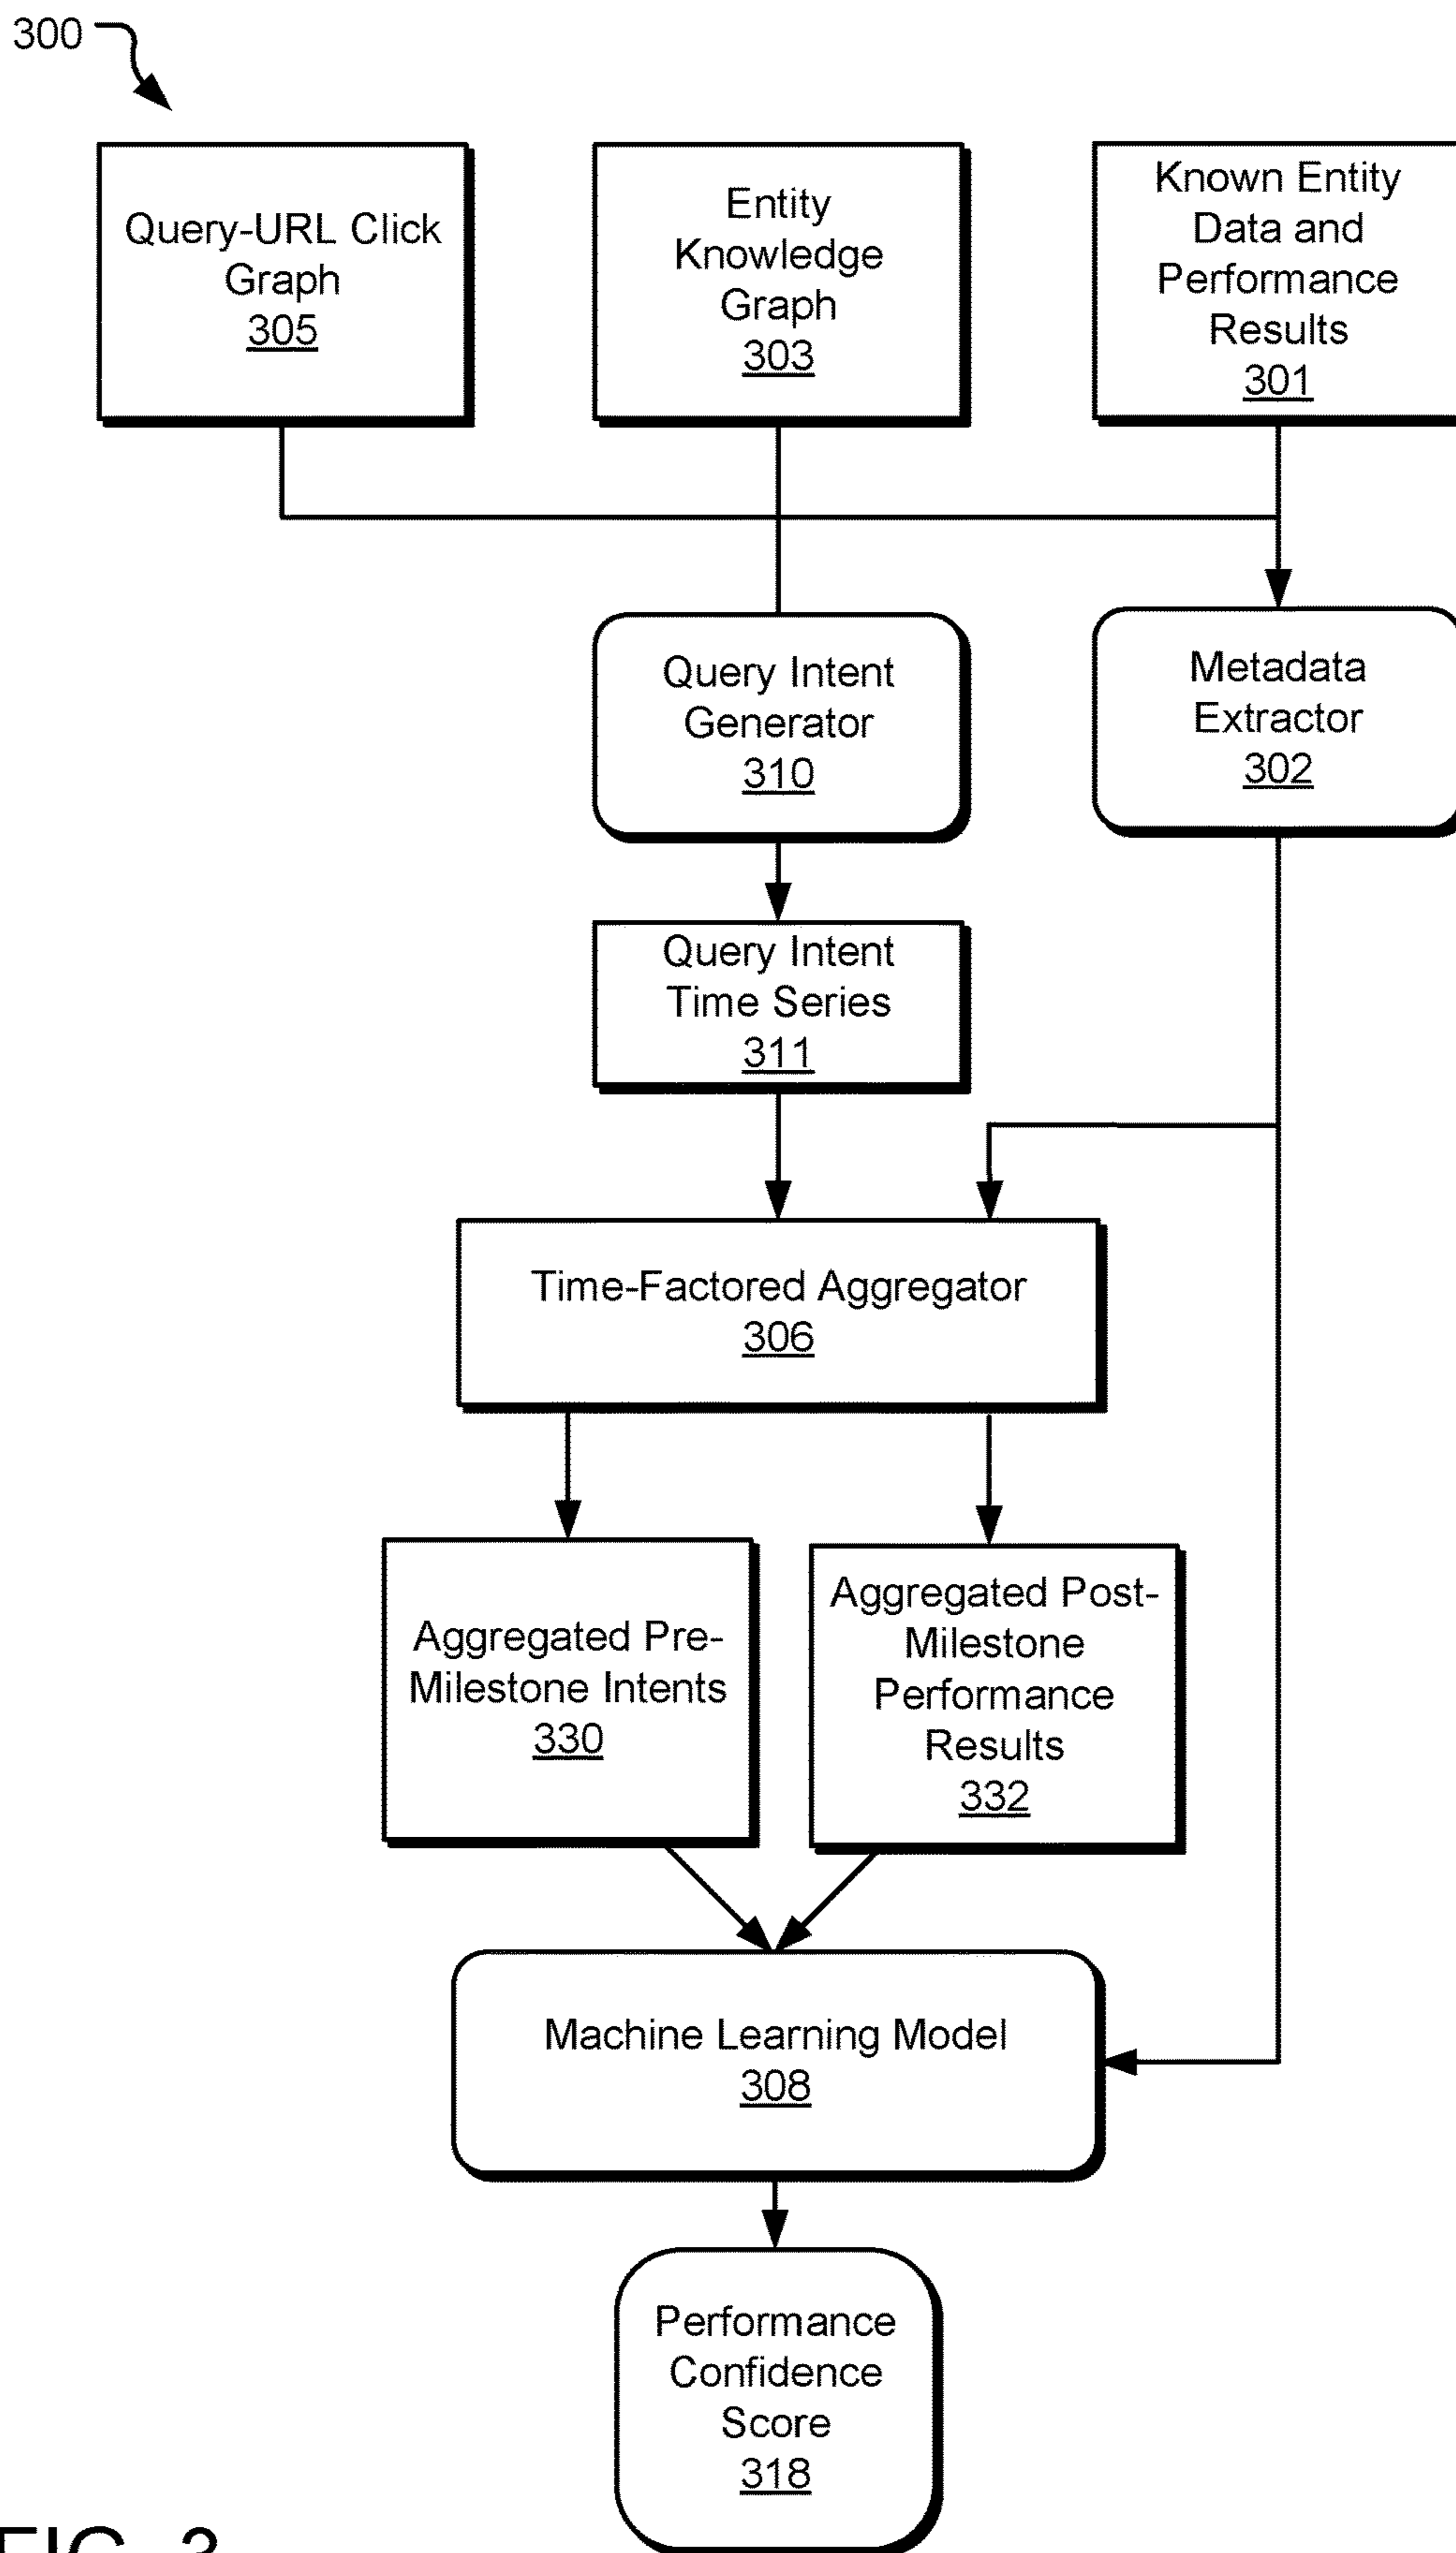 300
Query-URL Click
Graph
305
Entity
Knowledge
Graph
303
Known Entity
Data and
Performance
Results
301
Query Intent
Generator
310
Metadata
Extractor
302
Query Intent
Time Series
311
Time-Factored Aggregator
306
Aggregated Pre-
Milestone Intents
330
Aggregated Post-
Milestone
Performance
Results
332
Machine Learning Model
308
Performance
Confidence
Score
318
FIG. 3